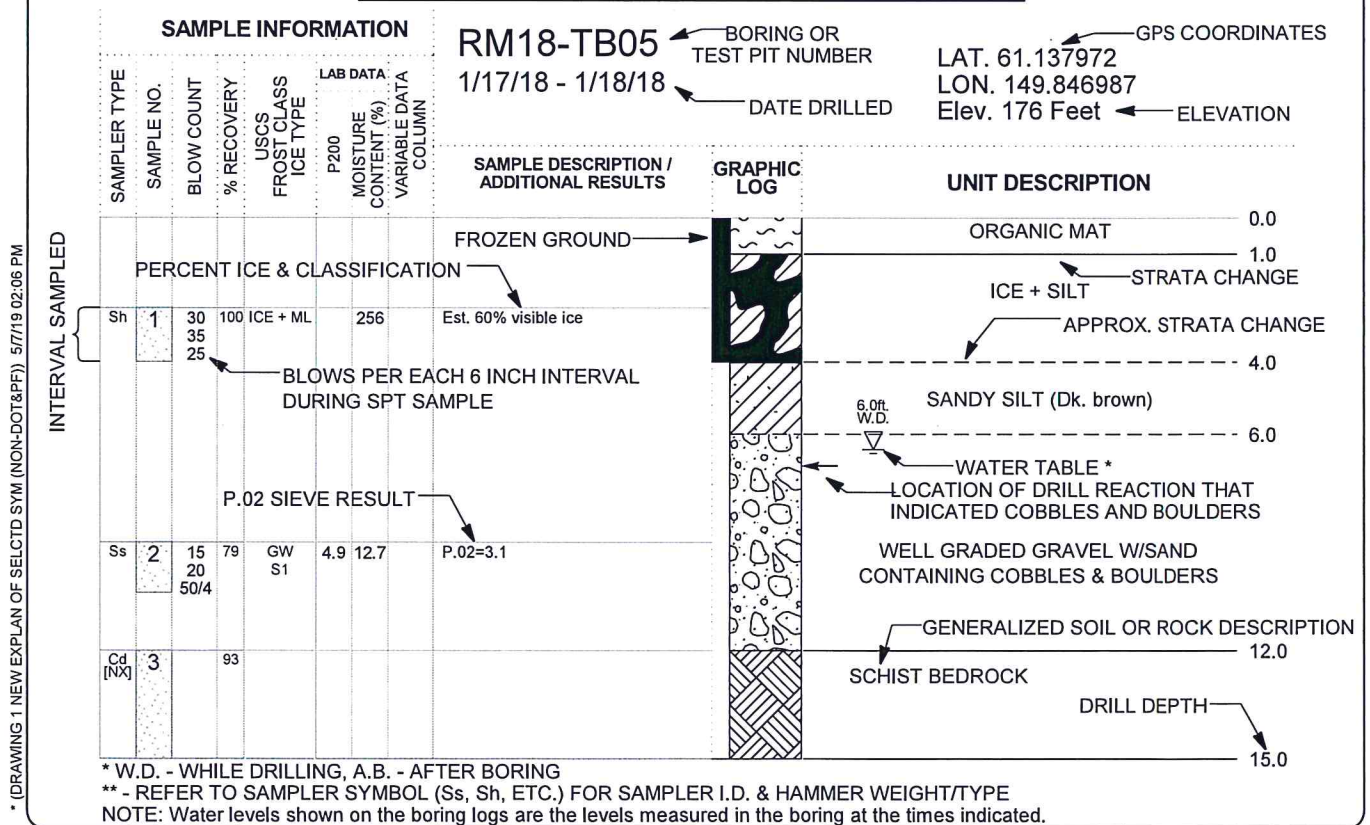 SAMPLE INFORMATION
RM18-TB05
BORING OR
TEST PIT NUMBER
1/17/18 - 1/18/18
DATE DRILLED
GPS COORDINATES
LAT. 61.137972
LON. 149.846987
Elev. 176 Feet
ELEVATION
SAMPLER TYPE
SAMPLE NO.
BLOW COUNT
% RECOVERY
USCS
FROST CLASS
ICE TYPE
LAB DATA
P200
MOISTURE
CONTENT (%)
VARIABLE DATA
COLUMN
SAMPLE DESCRIPTION /
ADDITIONAL RESULTS
GRAPHIC
LOG
UNIT DESCRIPTION
0.0
FROZEN GROUND
ORGANIC MAT
1.0
PERCENT ICE & CLASSIFICATION
STRATA CHANGE
ICE + SILT
INTERVAL SAMPLED
Sh 1 30 100 ICE + ML 256 Est. 60% visible ice
35
25
APPROX. STRATA CHANGE
4.0
BLOWS PER EACH 6 INCH INTERVAL
DURING SPT SAMPLE
SANDY SILT (Dk. brown)
6.0ft.
W.D.
6.0
WATER TABLE *
LOCATION OF DRILL REACTION THAT
INDICATED COBBLES AND BOULDERS
P.02 SIEVE RESULT
Ss 2 15 79 GW 4.9 12.7 P.02=3.1
20 S1
50/4
WELL GRADED GRAVEL W/SAND
CONTAINING COBBLES & BOULDERS
GENERALIZED SOIL OR ROCK DESCRIPTION
12.0
Cd 3 93
[NX]
SCHIST BEDROCK
DRILL DEPTH
15.0
* W.D. - WHILE DRILLING, A.B. - AFTER BORING
** - REFER TO SAMPLER SYMBOL (Ss, Sh, ETC.) FOR SAMPLER I.D. & HAMMER WEIGHT/TYPE
NOTE: Water levels shown on the boring logs are the levels measured in the boring at the times indicated.
* (DRAWING 1 NEW EXPLAN OF SELCTD SYM (NON-DOT&PF)) 5/7/19 02:06 PM